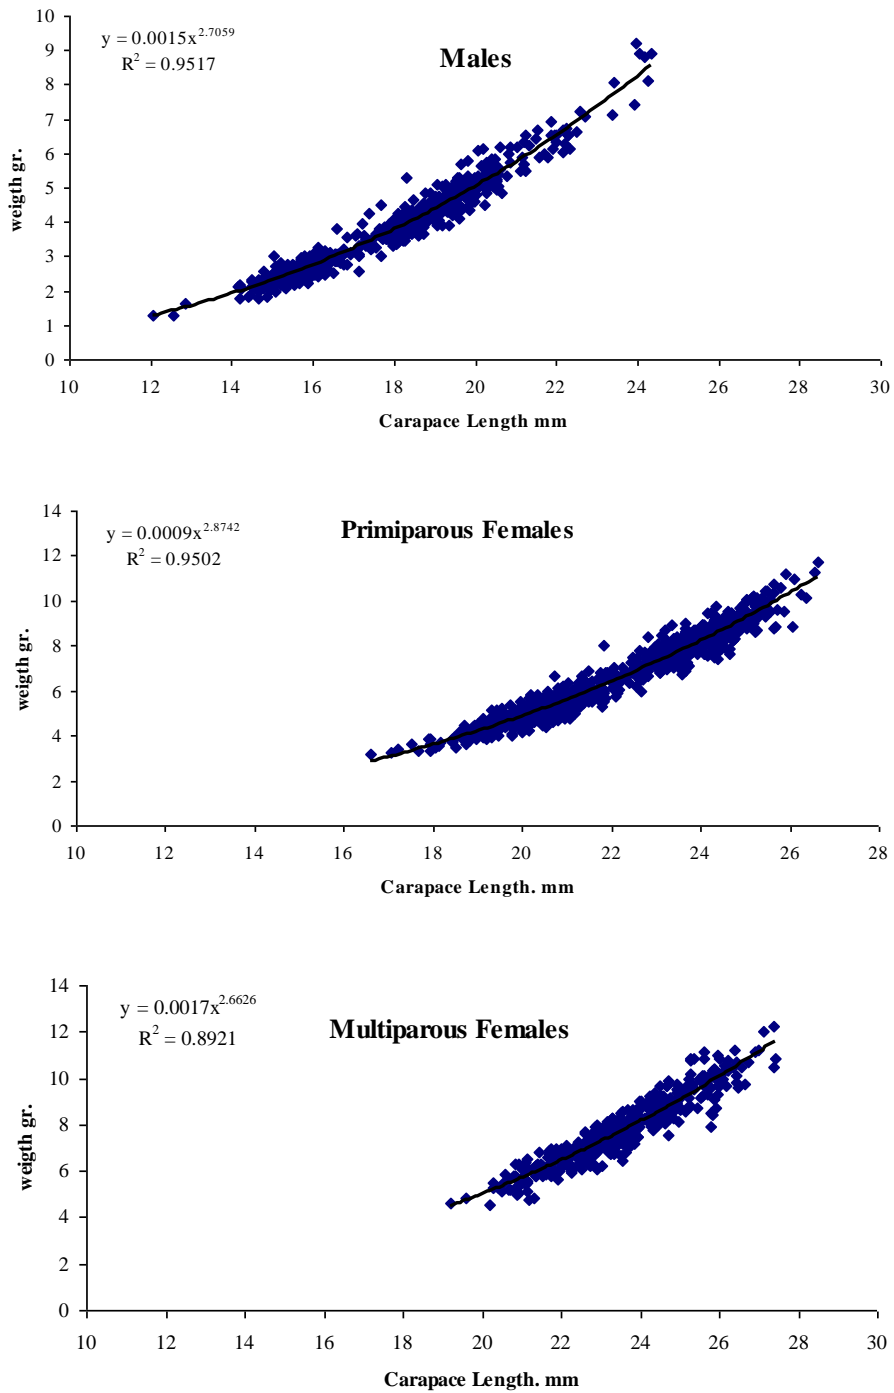 y = 0.0015x^2.7059
R² = 0.9517
Males
10
9
8
7
6
5
4
3
2
1
0
weigth gr.
10 12 14 16 18 20 22 24 26 28 30
Carapace Length mm
y = 0.0009x^2.8742
R² = 0.9502
Primiparous Females
14
12
10
8
6
4
2
0
weigth gr.
10 12 14 16 18 20 22 24 26 28
Carapace Length. mm
y = 0.0017x^2.6626
R² = 0.8921
Multiparous Females
14
12
10
8
6
4
2
0
weigth gr.
10 12 14 16 18 20 22 24 26 28 30
Carapace Length. mm